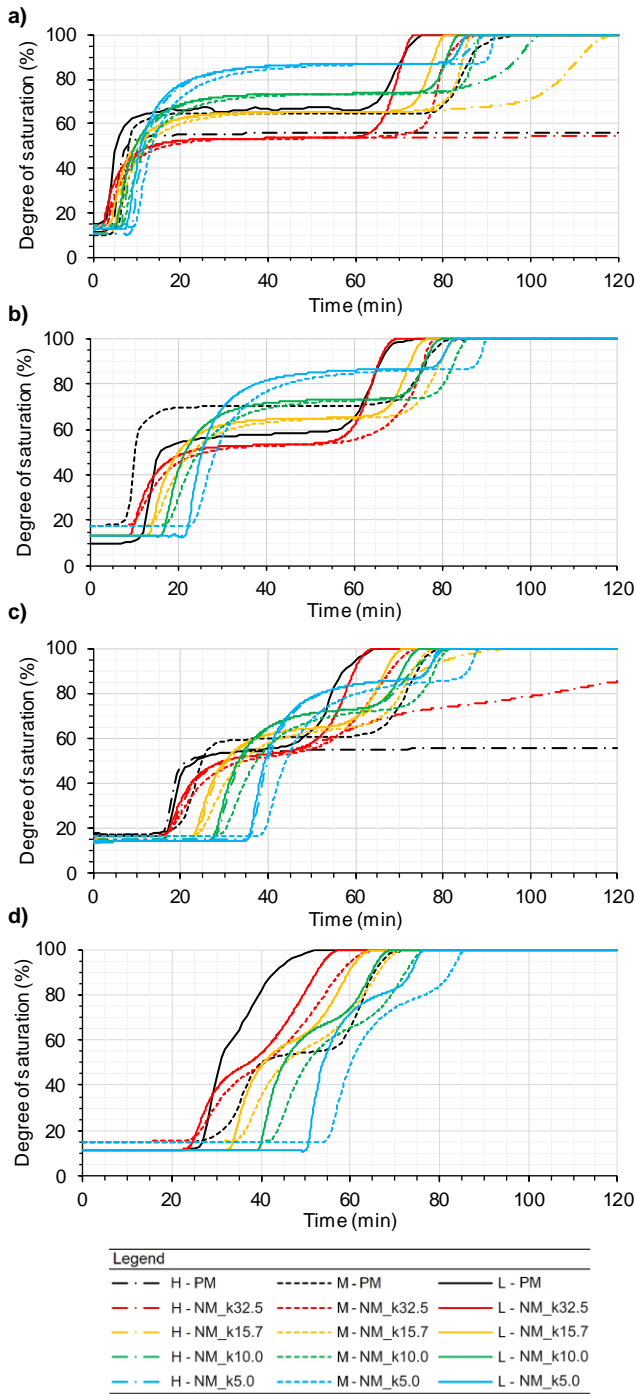 a)
Degree of saturation (%)
100
80
60
40
20
0
0 20 40 60 80 100 120
Time (min)
b)
Degree of saturation (%)
100
80
60
40
20
0
0 20 40 60 80 100 120
Time (min)
c)
Degree of saturation (%)
100
80
60
40
20
0
0 20 40 60 80 100 120
Time (min)
d)
Degree of saturation (%)
100
80
60
40
20
0
0 20 40 60 80 100 120
Time (min)
Legend
H - PM M - PM L - PM
H - NM_k32.5 M - NM_k32.5 L - NM_k32.5
H - NM_k15.7 M - NM_k15.7 L - NM_k15.7
H - NM_k10.0 M - NM_k10.0 L - NM_k10.0
H - NM_k5.0 M - NM_k5.0 L - NM_k5.0